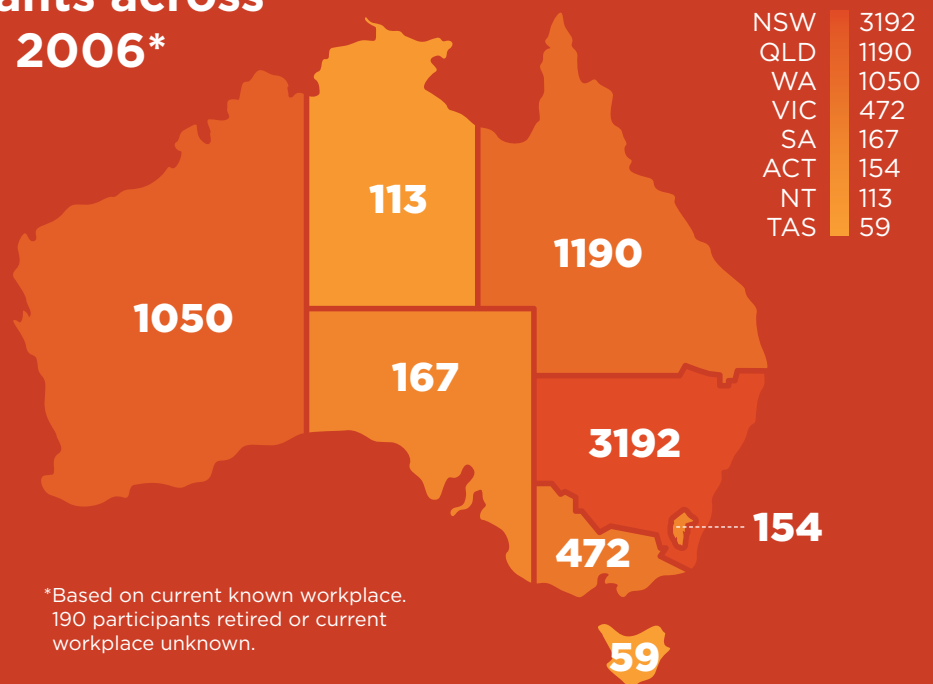 2006*
NSW 3192
QLD 1190
WA 1050
VIC 472
SA 167
ACT 154
NT 113
TAS 59
113
1190
1050
167
3192
154
472
*Based on current known workplace.
190 participants retired or current
workplace unknown.
59